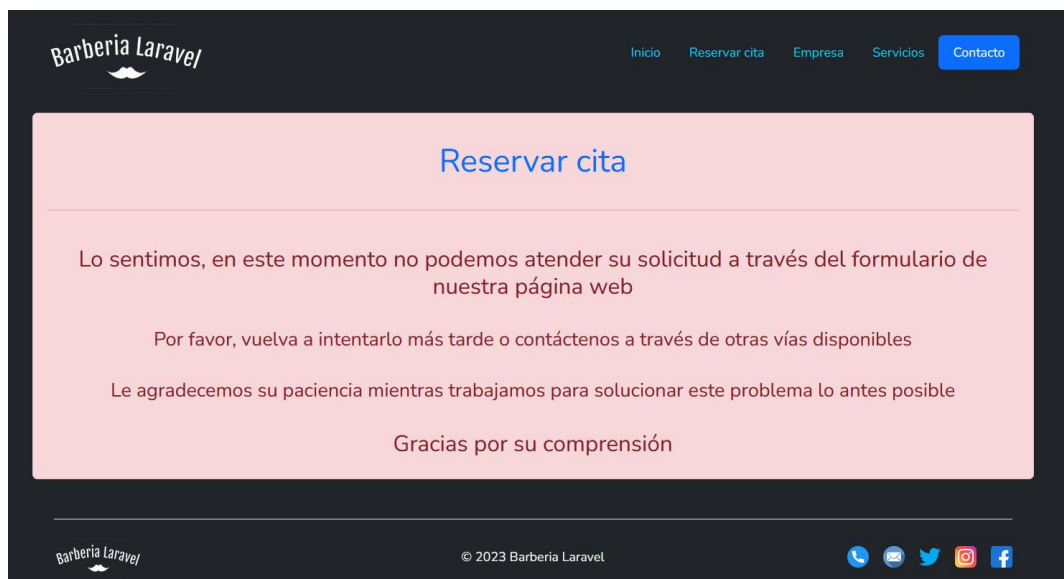 Barberia Laravel
Inicio Reservar cita Empresa Servicios Contacto
Reservar cita
Lo sentimos, en este momento no podemos atender su solicitud a través del formulario de
nuestra página web
Por favor, vuelva a intentarlo más tarde o contáctenos a través de otras vías disponibles
Le agradecemos su paciencia mientras trabajamos para solucionar este problema lo antes posible
Gracias por su comprensión
Barberia Laravel
© 2023 Barberia Laravel